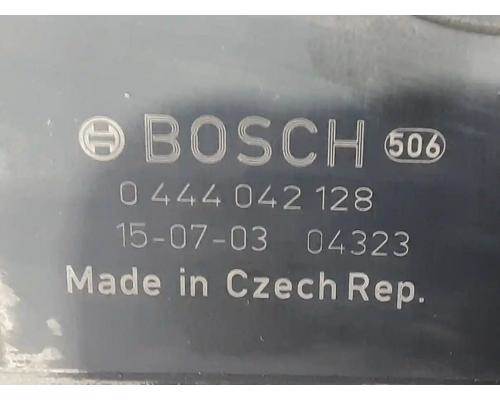 BOSCH 506
0 444 042 128
15-07-03 04323
Made in Czech Rep.